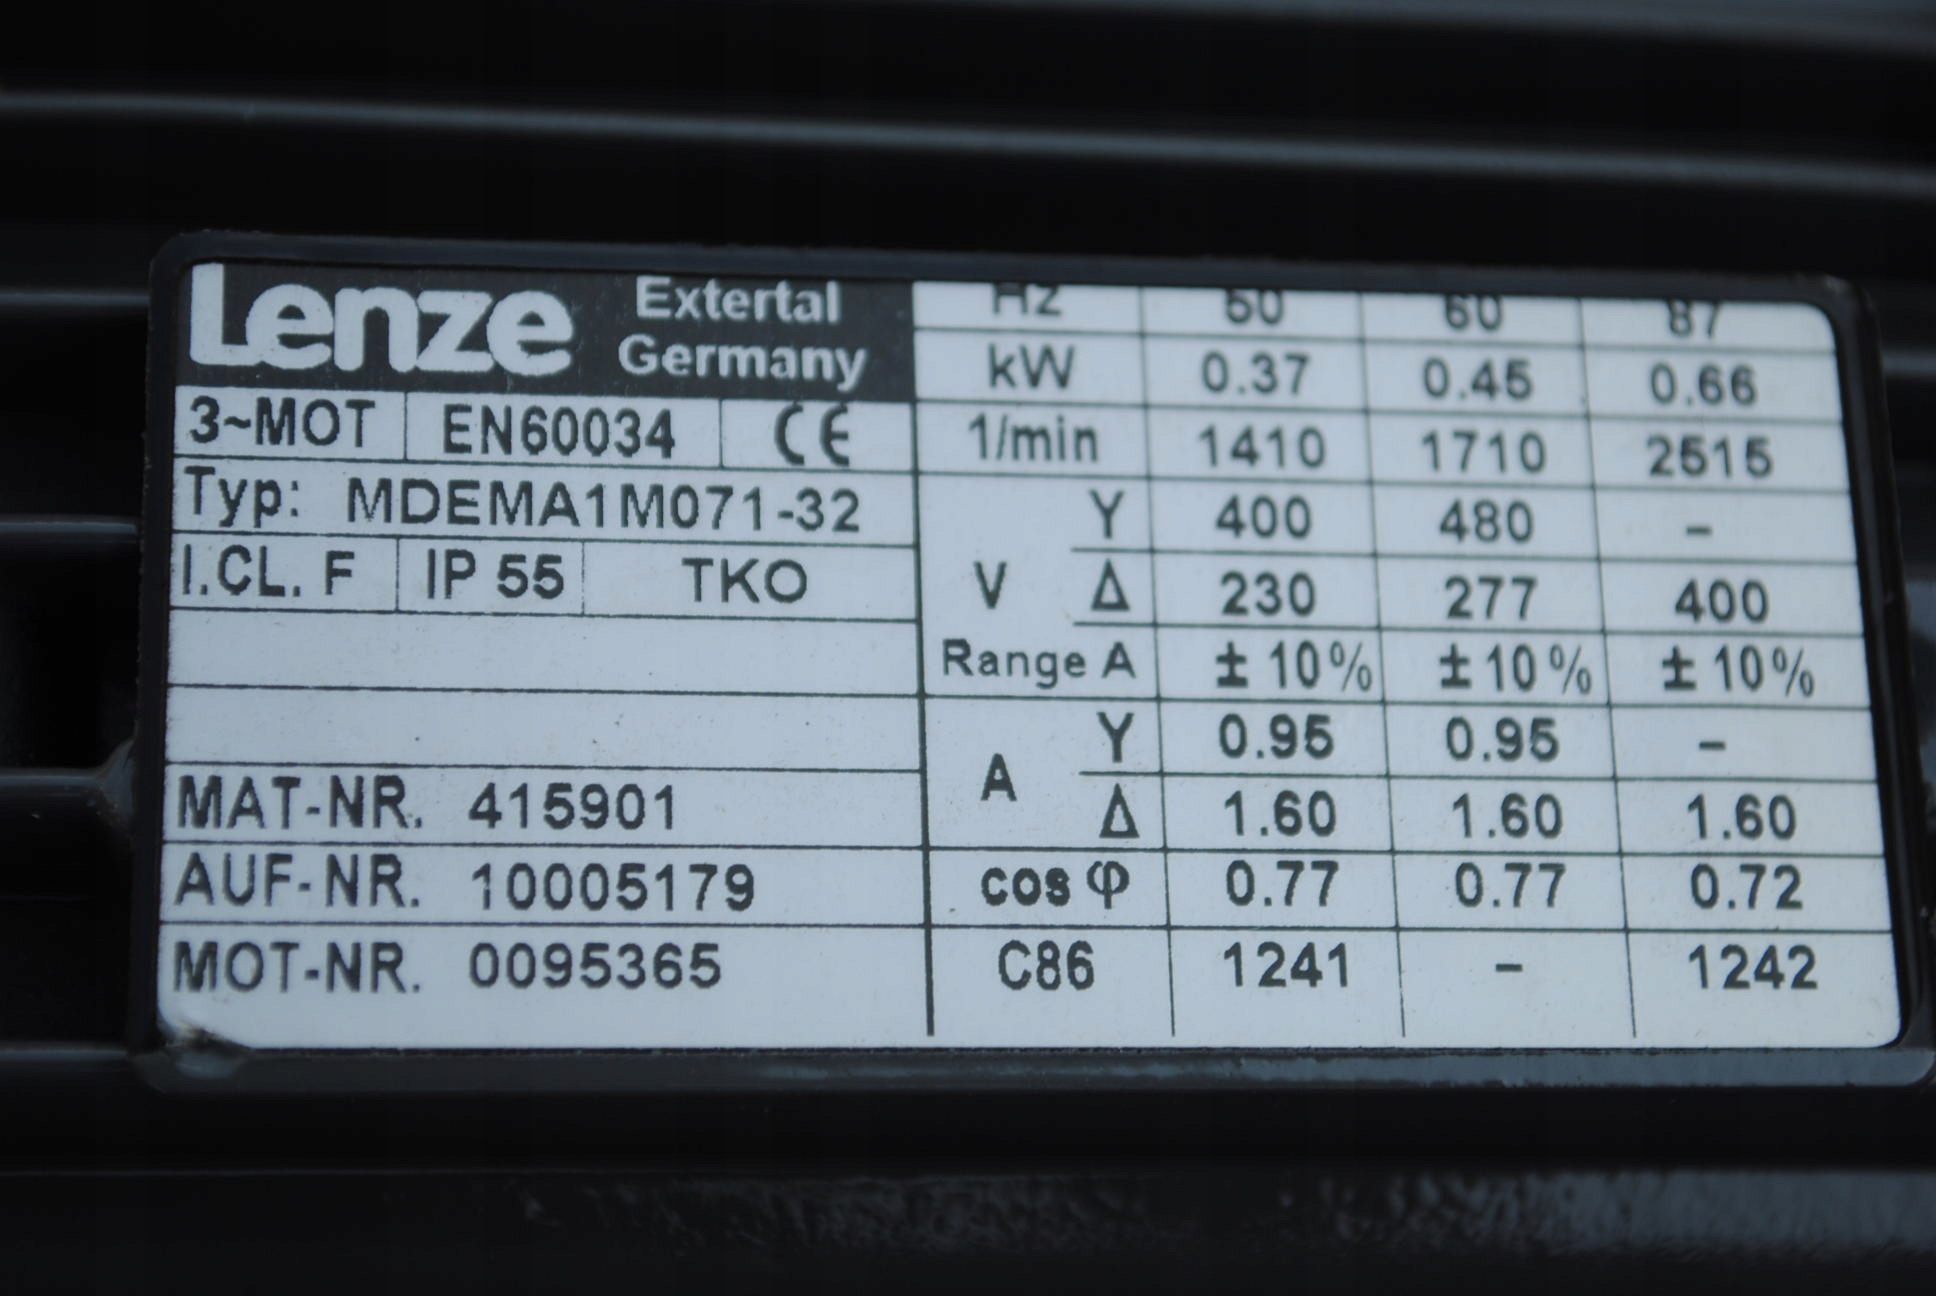 Lenze Extertal
Germany
3~MOT EN60034 CE
Typ: MDEMA1M071-32
I.CL. F IP 55 TKO
MAT-NR. 415901
AUF-NR. 10005179
MOT-NR. 0095365
Hz 50 60 87
kW 0.37 0.45 0.66
1/min 1410 1710 2515
V Y 400 480 -
Δ 230 277 400
Range A ±10% ±10% ±10%
A Y 0.95 0.95 -
Δ 1.60 1.60 1.60
cos φ 0.77 0.77 0.72
C86 1241 - 1242